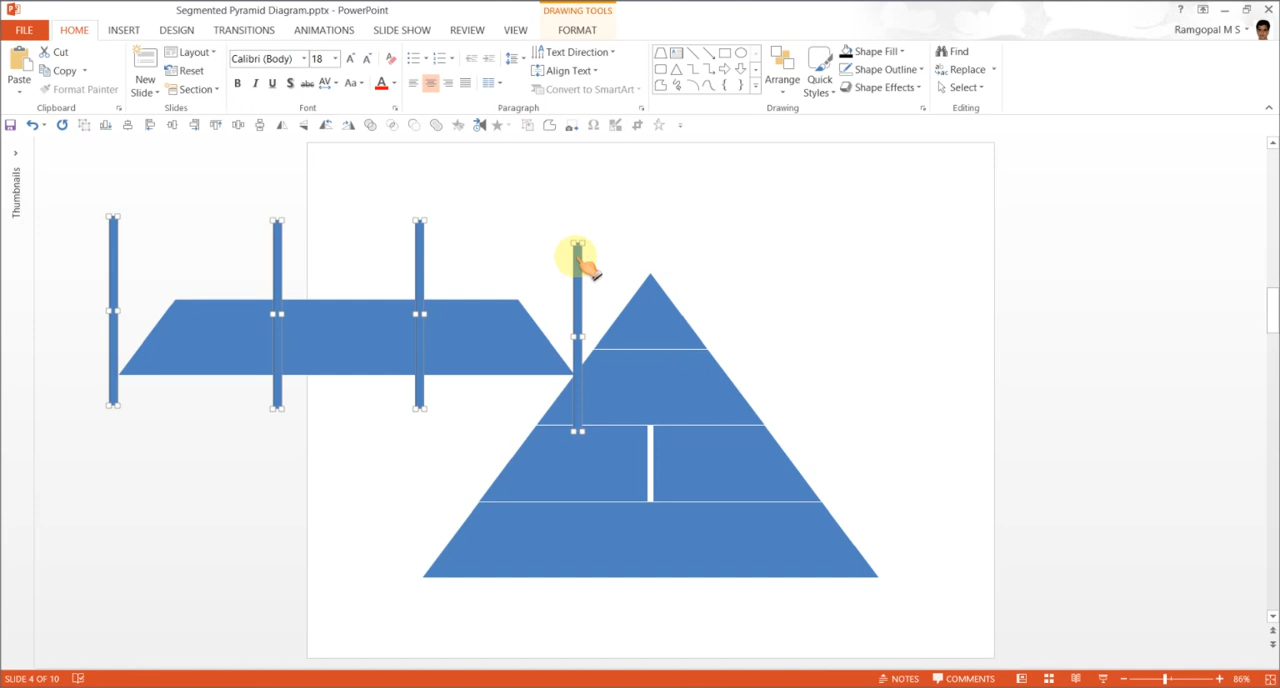 Segmented Pyramid Diagram.pptx - PowerPoint
DRAWING TOOLS
FILE HOME INSERT DESIGN TRANSITIONS ANIMATIONS SLIDE SHOW REVIEW VIEW FORMAT
Ramgopal M S
Paste
Cut
Copy
Format Painter
Clipboard
New Slide
Layout
Reset
Section
Slides
Calibri (Body) 18
B I U S abc AV Aa A
Font
Text Direction
Align Text
Convert to SmartArt
Paragraph
Arrange
Quick Styles
Shape Fill
Shape Outline
Shape Effects
Drawing
Find
Replace
Select
Editing
Thumbnails
SLIDE 4 OF 10
NOTES COMMENTS 86%